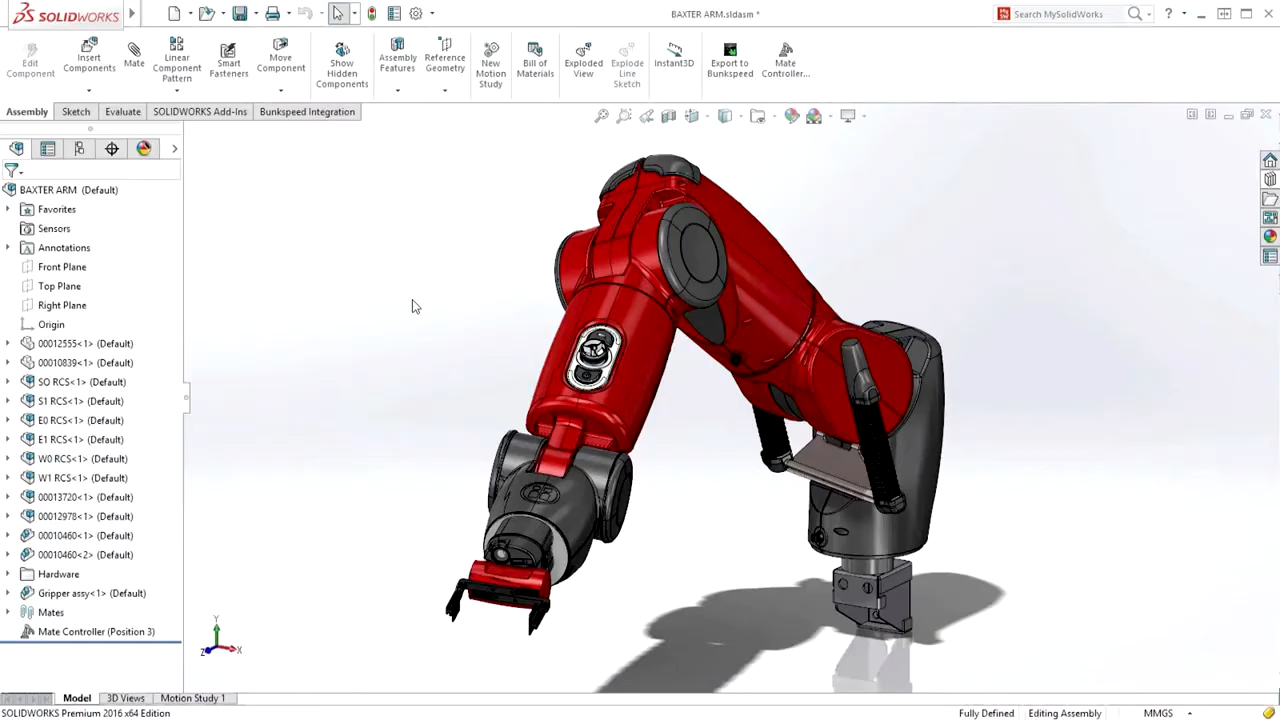 SOLIDWORKS
BAXTER ARM.sldasm *
Search MySolidWorks
Edit Component
Insert Components
Mate
Linear Component Pattern
Smart Fasteners
Move Component
Show Hidden Components
Assembly Features
Reference Geometry
New Motion Study
Bill of Materials
Exploded View
Explode Line Sketch
Instant3D
Export to Bunkspeed
Mate Controller...
Assembly
Sketch
Evaluate
SOLIDWORKS Add-Ins
Bunkspeed Integration
BAXTER ARM (Default)
Favorites
Sensors
Annotations
Front Plane
Top Plane
Right Plane
Origin
00012555<1> (Default)
00010839<1> (Default)
SO RCS<1> (Default)
S1 RCS<1> (Default)
E0 RCS<1> (Default)
E1 RCS<1> (Default)
W0 RCS<1> (Default)
W1 RCS<1> (Default)
00013720<1> (Default)
00012978<1> (Default)
00010460<1> (Default)
00010460<2> (Default)
Hardware
Gripper assy<1> (Default)
Mates
Mate Controller (Position 3)
Y
Z
X
Model
3D Views
Motion Study 1
SOLIDWORKS Premium 2016 x64 Edition
Fully Defined
Editing Assembly
MMGS